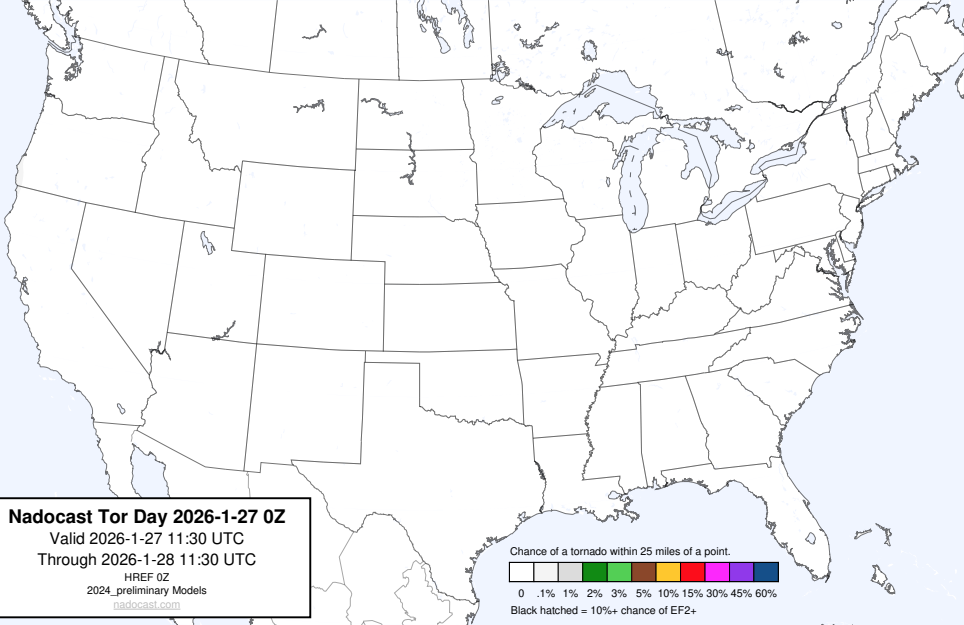 Nadocast Tor Day 2026-1-27 0Z
Valid 2026-1-27 11:30 UTC
Through 2026-1-28 11:30 UTC
HREF 0Z
2024_preliminary Models
nadocast.com
Chance of a tornado within 25 miles of a point.
0 .1% 1% 2% 3% 5% 10% 15% 30% 45% 60%
Black hatched = 10%+ chance of EF2+